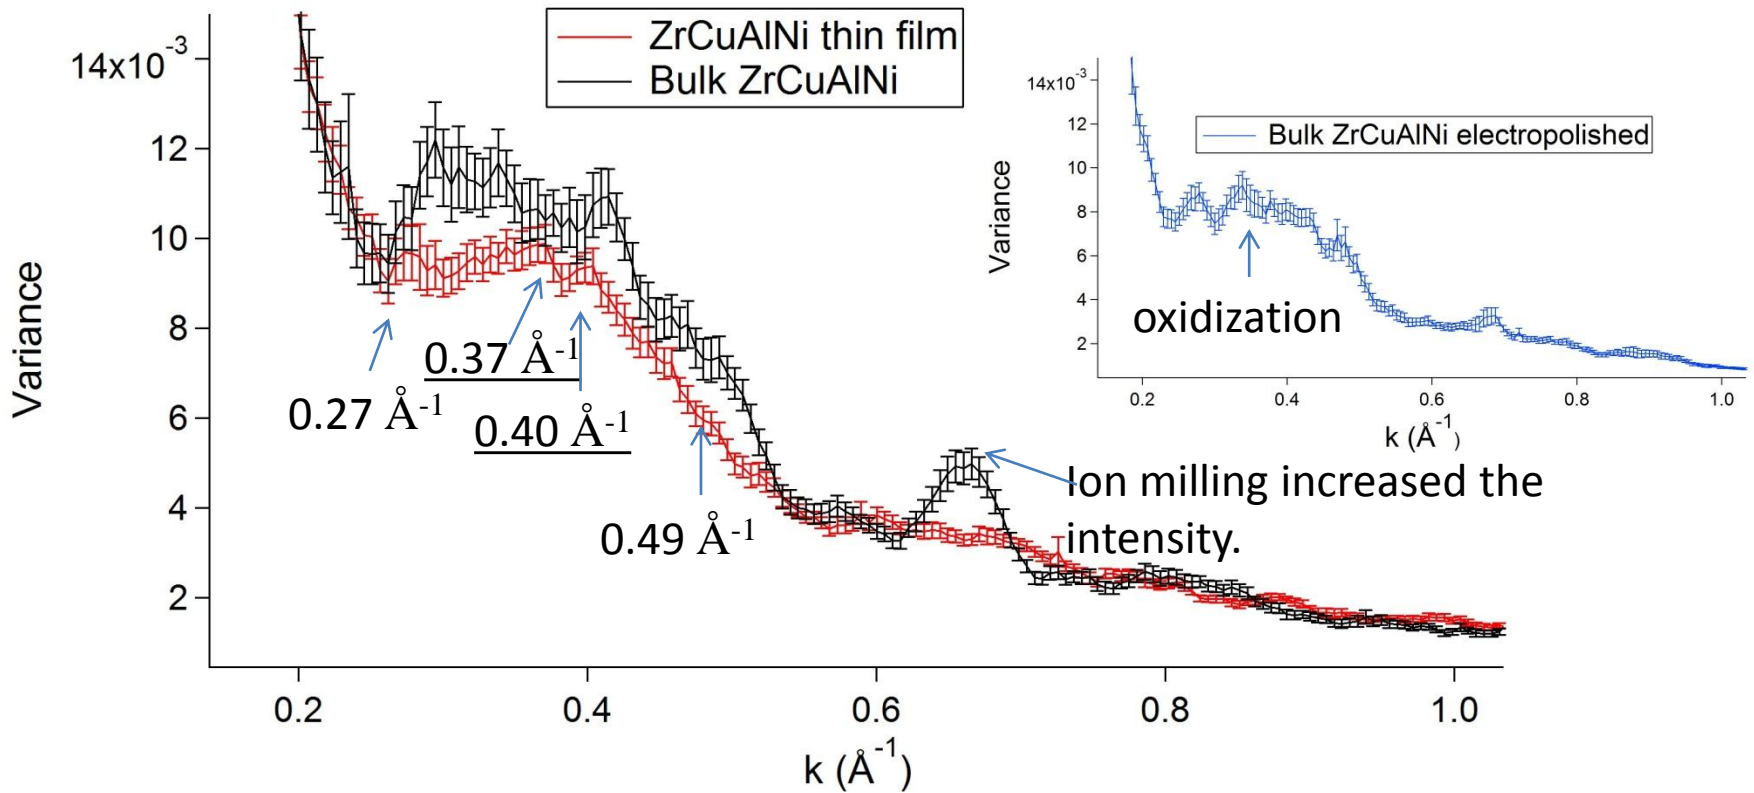 ZrCuAlNi thin film
Bulk ZrCuAlNi
14x10⁻³
12
10
8
6
4
2
Variance
0.2
0.4
0.6
0.8
1.0
k (Å⁻¹)
0.27 Å⁻¹
0.37 Å⁻¹
0.40 Å⁻¹
0.49 Å⁻¹
Ion milling increased the
intensity.
Bulk ZrCuAlNi electropolished
14x10⁻³
12
10
8
6
4
2
Variance
oxidization
0.2
0.4
0.6
0.8
1.0
k (Å⁻¹)